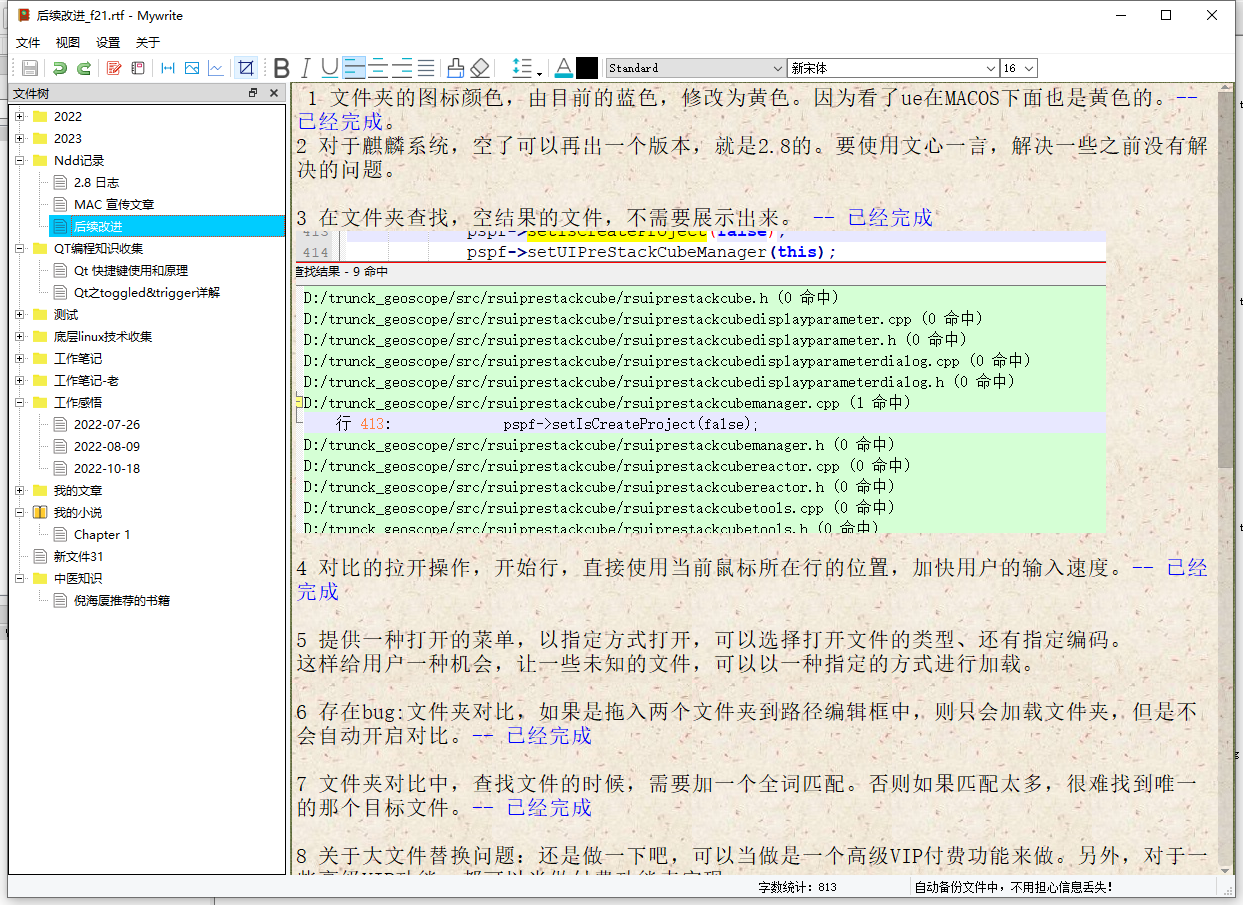 后续改进_f21.rtf - Mywrite
文件 视图 设置 关于
Standard 新宋体 16
文件树
2022
2023
Ndd记录
2.8 日志
MAC 宣传文章
后续改进
QT编程知识收集
Qt 快捷键使用和原理
Qt之toggled&trigger详解
测试
底层linux技术收集
工作笔记
工作笔记-老
工作感悟
2022-07-26
2022-08-09
2022-10-18
我的文章
我的小说
Chapter 1
新文件31
中医知识
倪海厦推荐的书籍
1 文件夹的图标颜色，由目前的蓝色，修改为黄色。因为看了ue在MACOS下面也是黄色的。--
已经完成。
2 对于麒麟系统，空了可以再出一个版本，就是2.8的。要使用文心一言，解决一些之前没有解
决的问题。
3 在文件夹查找，空结果的文件，不需要展示出来。 -- 已经完成
413 pspf->setIsCreateProject(false);
414 pspf->setUIPreStackCubeManager(this);
查找结果 - 9 命中
D:/trunck_geoscope/src/rsuiprestackcube/rsuiprestackcube.h (0 命中)
D:/trunck_geoscope/src/rsuiprestackcube/rsuiprestackcubedisplayparameter.cpp (0 命中)
D:/trunck_geoscope/src/rsuiprestackcube/rsuiprestackcubedisplayparameter.h (0 命中)
D:/trunck_geoscope/src/rsuiprestackcube/rsuiprestackcubedisplayparameterdialog.cpp (0 命中)
D:/trunck_geoscope/src/rsuiprestackcube/rsuiprestackcubedisplayparameterdialog.h (0 命中)
D:/trunck_geoscope/src/rsuiprestackcube/rsuiprestackcubemanager.cpp (1 命中)
行 413: pspf->setIsCreateProject(false);
D:/trunck_geoscope/src/rsuiprestackcube/rsuiprestackcubemanager.h (0 命中)
D:/trunck_geoscope/src/rsuiprestackcube/rsuiprestackcubereactor.cpp (0 命中)
D:/trunck_geoscope/src/rsuiprestackcube/rsuiprestackcubereactor.h (0 命中)
D:/trunck_geoscope/src/rsuiprestackcube/rsuiprestackcubetools.cpp (0 命中)
D:/trunck_geoscope/src/rsuiprestackcube/rsuiprestackcubetools.h (0 命中)
4 对比的拉开操作，开始行，直接使用当前鼠标所在行的位置，加快用户的输入速度。-- 已经
完成
5 提供一种打开的菜单，以指定方式打开，可以选择打开文件的类型、还有指定编码。
这样给用户一种机会，让一些未知的文件，可以以一种指定的方式进行加载。
6 存在bug:文件夹对比，如果是拖入两个文件夹到路径编辑框中，则只会加载文件夹，但是不
会自动开启对比。-- 已经完成
7 文件夹对比中，查找文件的时候，需要加一个全词匹配。否则如果匹配太多，很难找到唯一
的那个目标文件。-- 已经完成
8 关于大文件替换问题：还是做一下吧，可以当做是一个高级VIP付费功能来做。另外，对于一
字数统计：813
自动备份文件中，不用担心信息丢失！